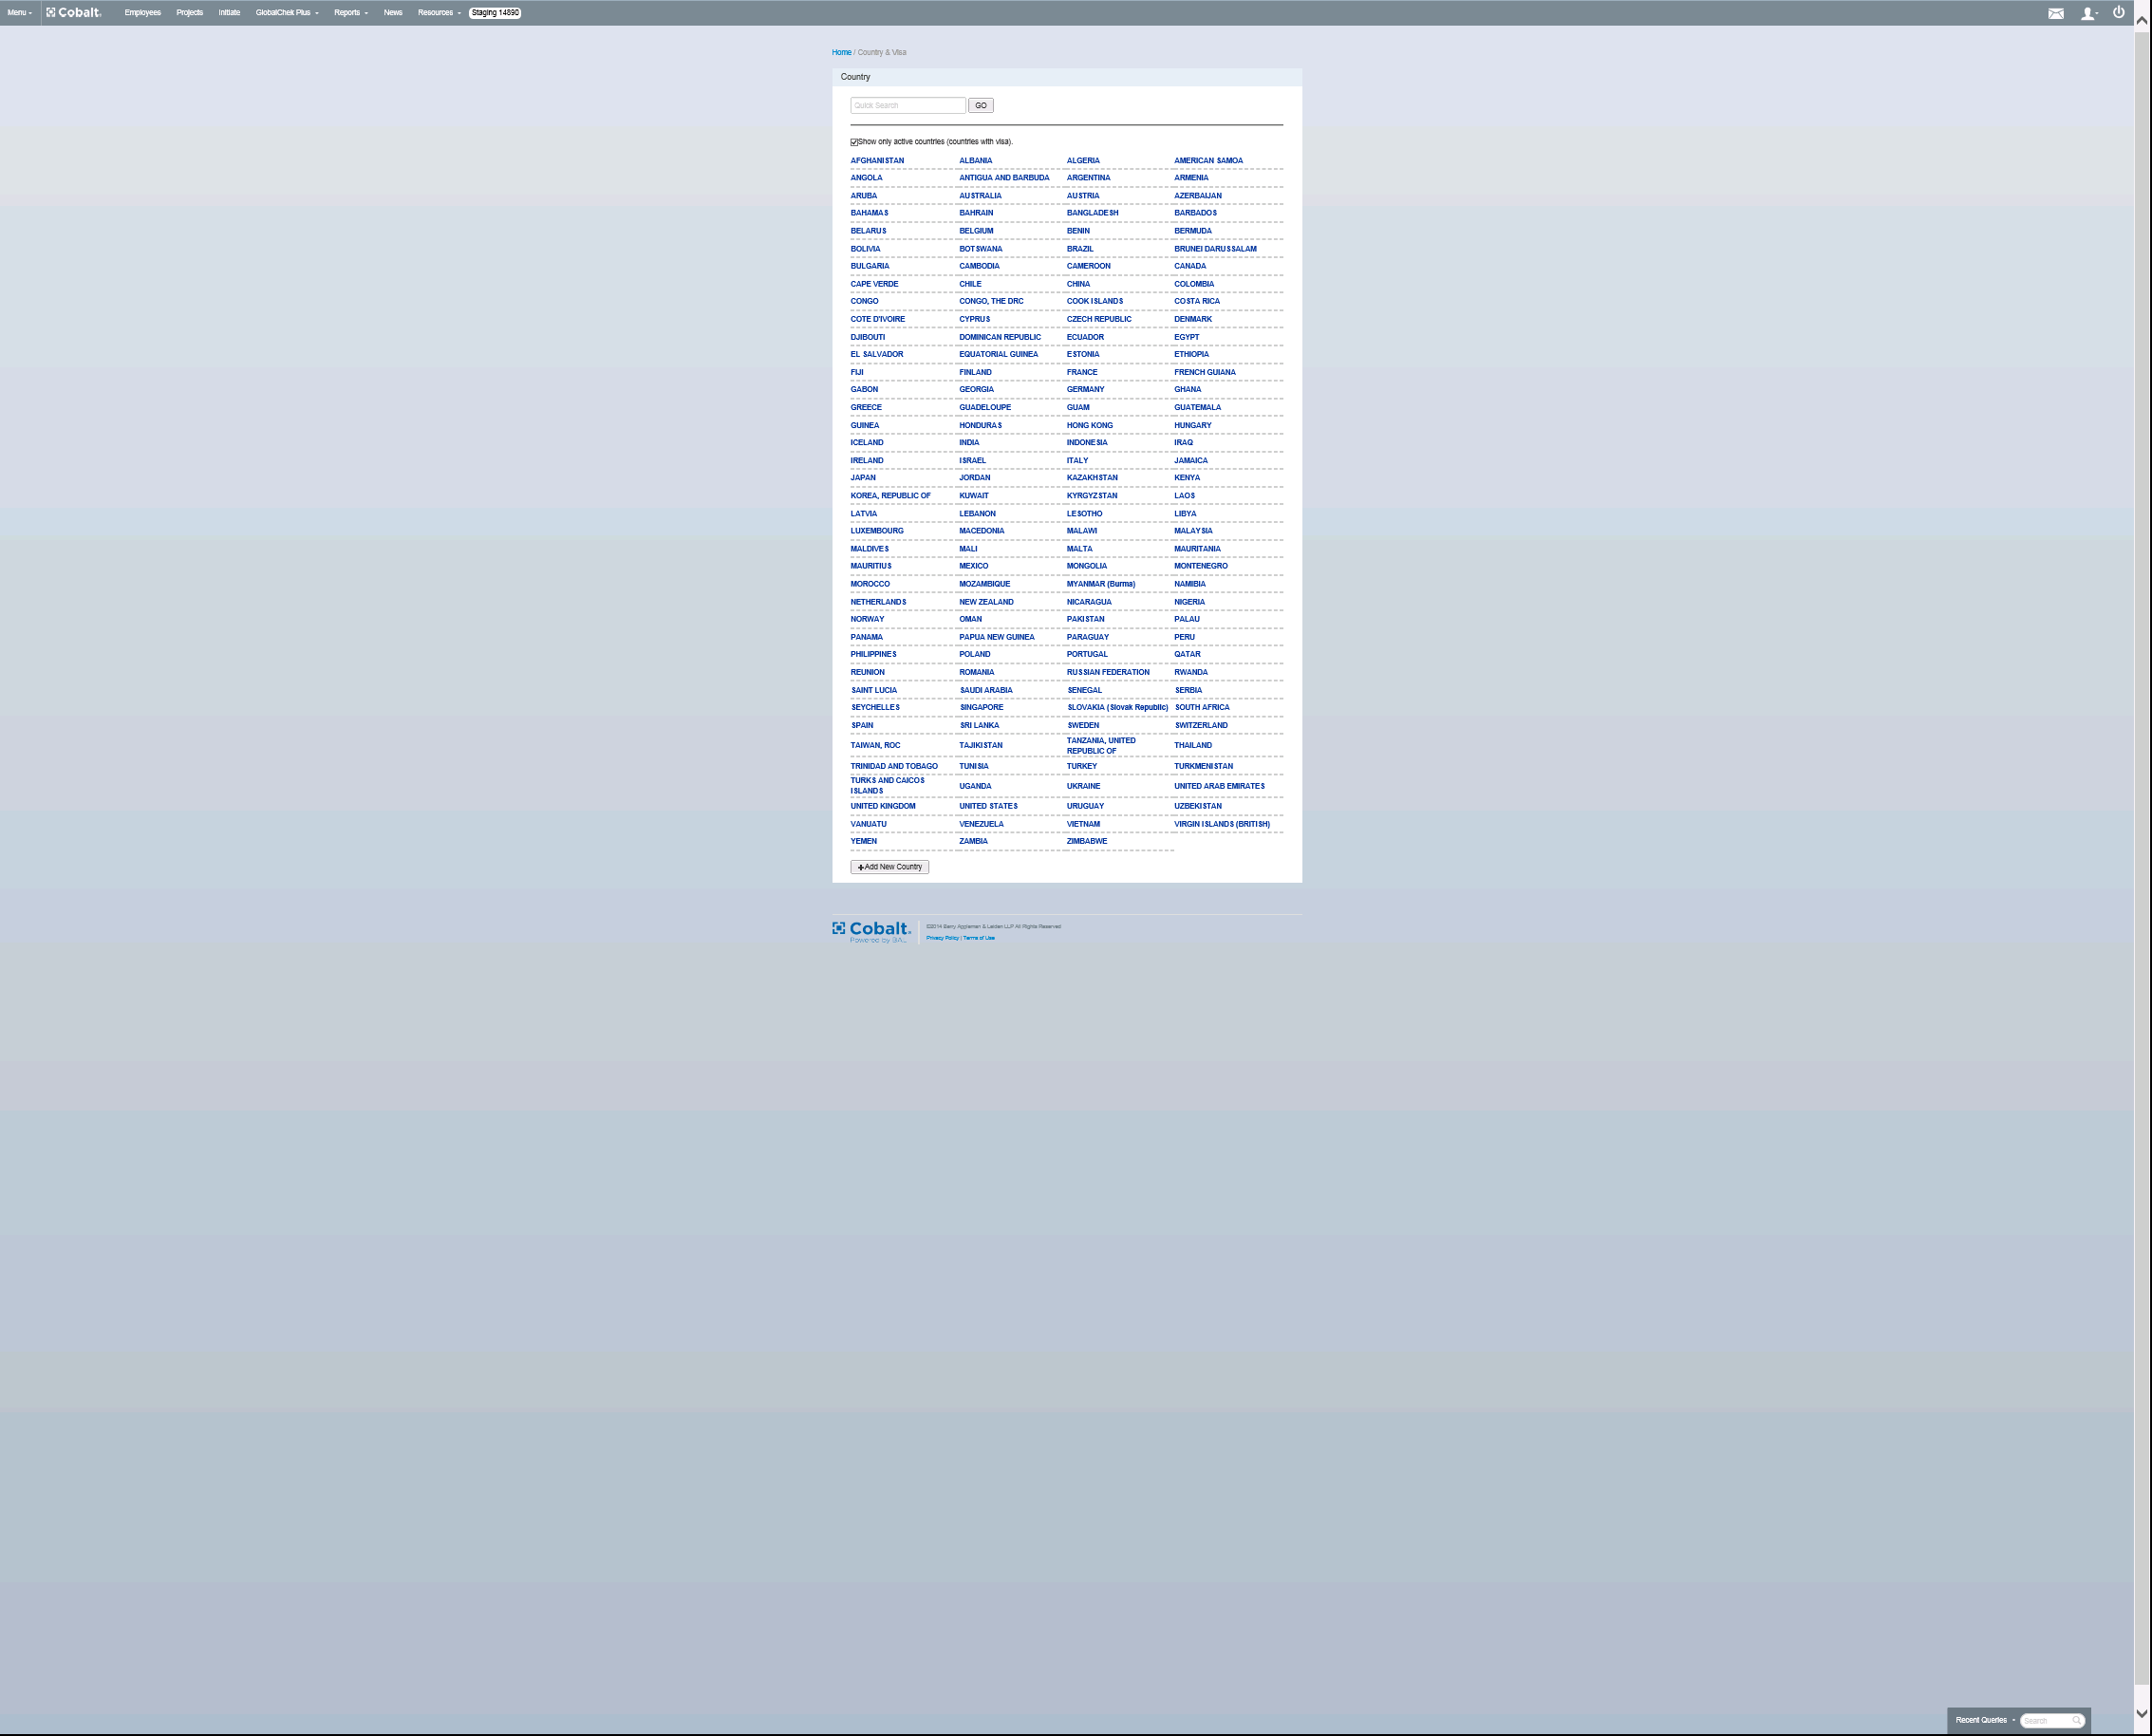 Menu Cobalt. Employees Projects Initiate GlobalChek Plus Reports News Resources Staging 14890
Home / Country & Visa
Country
Quick Search GO
Show only active countries (countries with visa).
AFGHANISTAN ALBANIA ALGERIA AMERICAN SAMOA
ANGOLA ANTIGUA AND BARBUDA ARGENTINA ARMENIA
ARUBA AUSTRALIA AUSTRIA AZERBAIJAN
BAHAMAS BAHRAIN BANGLADESH BARBADOS
BELARUS BELGIUM BENIN BERMUDA
BOLIVIA BOTSWANA BRAZIL BRUNEI DARUSSALAM
BULGARIA CAMBODIA CAMEROON CANADA
CAPE VERDE CHILE CHINA COLOMBIA
CONGO CONGO, THE DRC COOK ISLANDS COSTA RICA
COTE D'IVOIRE CYPRUS CZECH REPUBLIC DENMARK
DJIBOUTI DOMINICAN REPUBLIC ECUADOR EGYPT
EL SALVADOR EQUATORIAL GUINEA ESTONIA ETHIOPIA
FIJI FINLAND FRANCE FRENCH GUIANA
GABON GEORGIA GERMANY GHANA
GREECE GUADELOUPE GUAM GUATEMALA
GUINEA HONDURAS HONG KONG HUNGARY
ICELAND INDIA INDONESIA IRAQ
IRELAND ISRAEL ITALY JAMAICA
JAPAN JORDAN KAZAKHSTAN KENYA
KOREA, REPUBLIC OF KUWAIT KYRGYZSTAN LAOS
LATVIA LEBANON LESOTHO LIBYA
LUXEMBOURG MACEDONIA MALAWI MALAYSIA
MALDIVES MALI MALTA MAURITANIA
MAURITIUS MEXICO MONGOLIA MONTENEGRO
MOROCCO MOZAMBIQUE MYANMAR (Burma) NAMIBIA
NETHERLANDS NEW ZEALAND NICARAGUA NIGERIA
NORWAY OMAN PAKISTAN PALAU
PANAMA PAPUA NEW GUINEA PARAGUAY PERU
PHILIPPINES POLAND PORTUGAL QATAR
REUNION ROMANIA RUSSIAN FEDERATION RWANDA
SAINT LUCIA SAUDI ARABIA SENEGAL SERBIA
SEYCHELLES SINGAPORE SLOVAKIA (Slovak Republic) SOUTH AFRICA
SPAIN SRI LANKA SWEDEN SWITZERLAND
TAIWAN, ROC TAJIKISTAN TANZANIA, UNITED REPUBLIC OF THAILAND
TRINIDAD AND TOBAGO TUNISIA TURKEY TURKMENISTAN
TURKS AND CAICOS ISLANDS UGANDA UKRAINE UNITED ARAB EMIRATES
UNITED KINGDOM UNITED STATES URUGUAY UZBEKISTAN
VANUATU VENEZUELA VIETNAM VIRGIN ISLANDS (BRITISH)
YEMEN ZAMBIA ZIMBABWE
+Add New Country
Cobalt. ©2014 Berry Appleman & Leiden LLP All Rights Reserved
Powered by BAL Privacy Policy | Terms of Use
Recent Queries Search